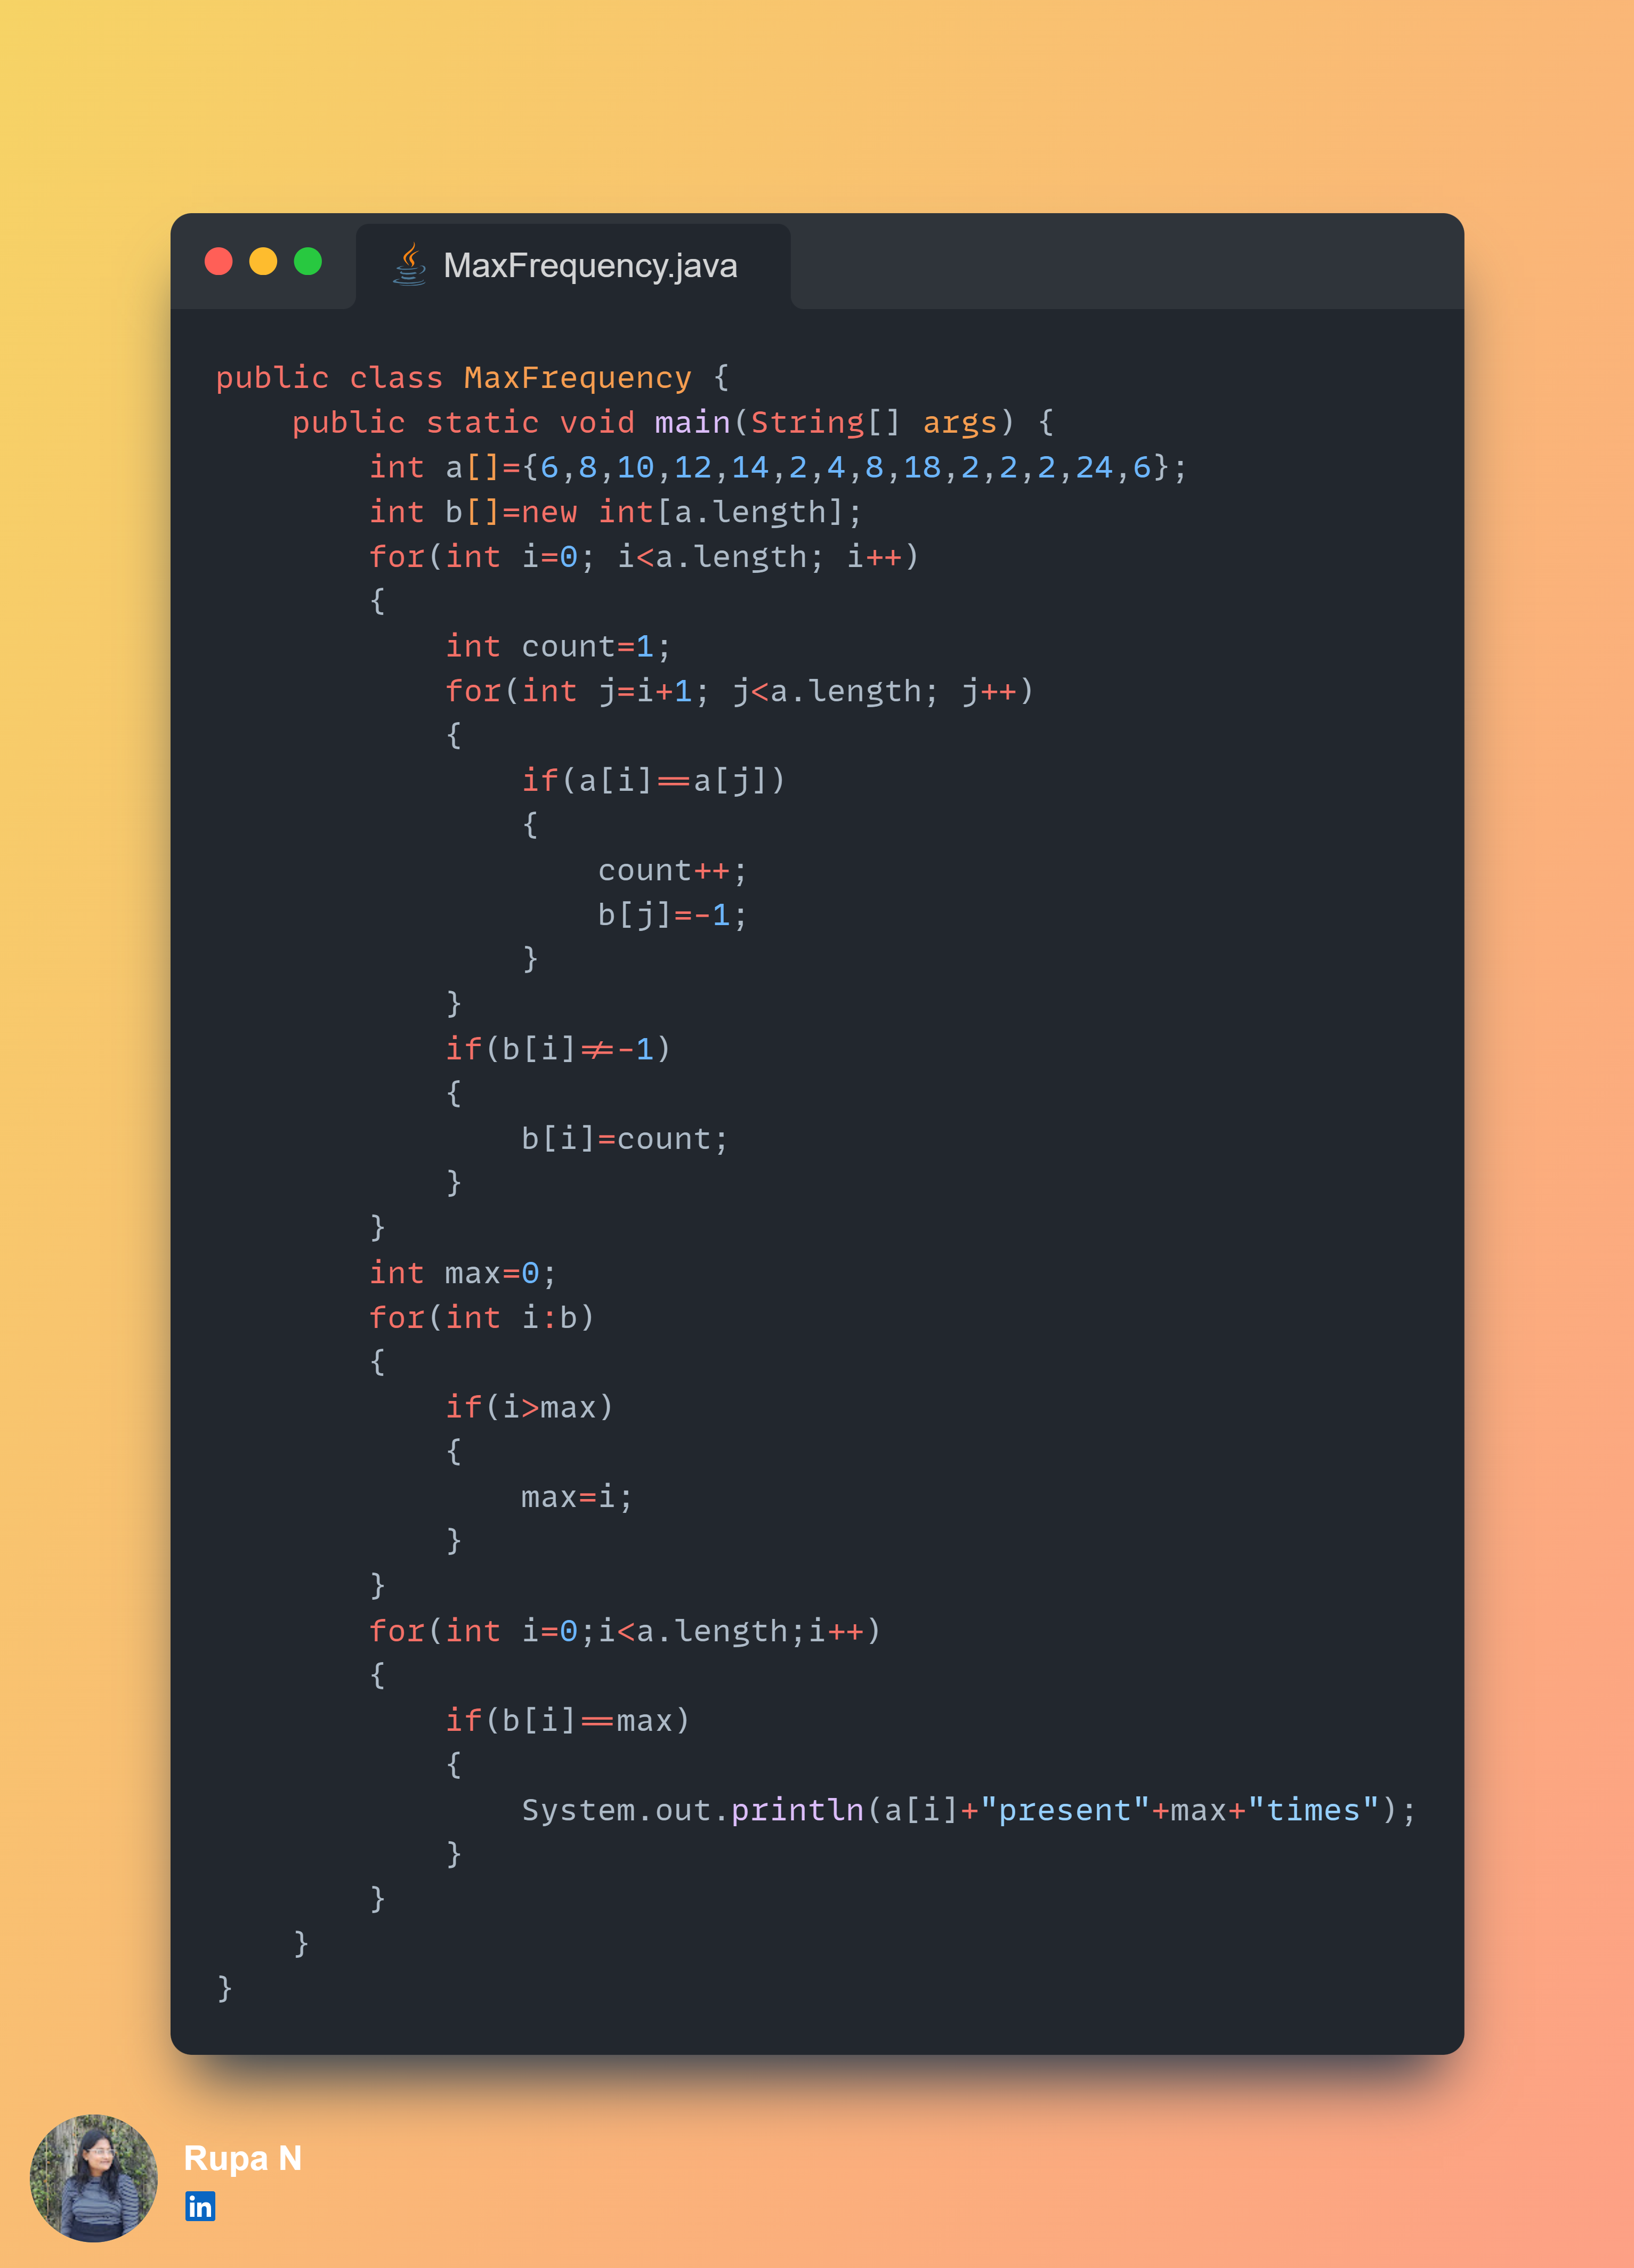 MaxFrequency.java
public class MaxFrequency {
    public static void main(String[] args) {
        int a[]={6,8,10,12,14,2,4,8,18,2,2,2,24,6};
        int b[]=new int[a.length];
        for(int i=0; i<a.length; i++)
        {
            int count=1;
            for(int j=i+1; j<a.length; j++)
            {
                if(a[i]==a[j])
                {
                    count++;
                    b[j]=-1;
                }
            }
            if(b[i]!=-1)
            {
                b[i]=count;
            }
        }
        int max=0;
        for(int i:b)
        {
            if(i>max)
            {
                max=i;
            }
        }
        for(int i=0;i<a.length;i++)
        {
            if(b[i]==max)
            {
                System.out.println(a[i]+"present"+max+"times");
            }
        }
    }
}
Rupa N
in